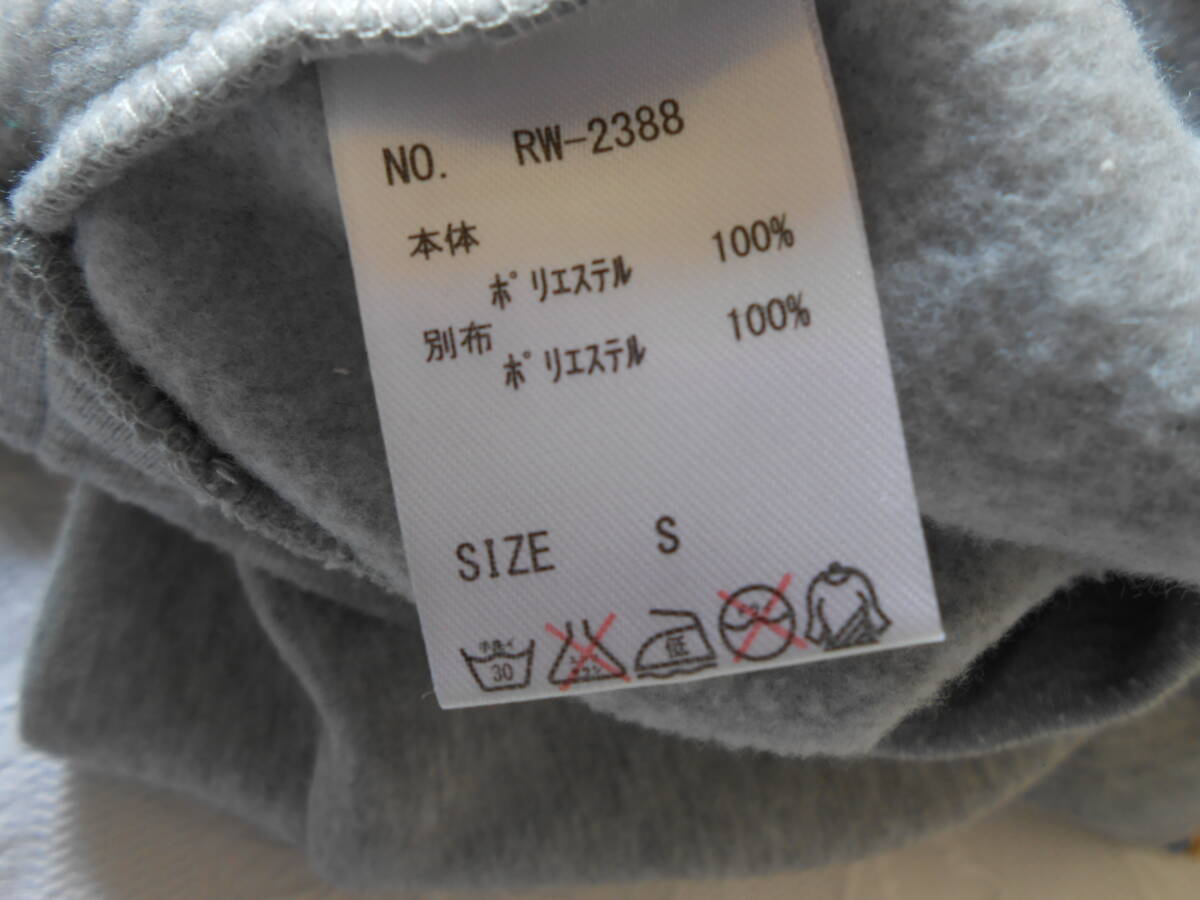 NO. RW-2388
本体
ﾎﾟﾘｴｽﾃﾙ 100%
別布
ﾎﾟﾘｴｽﾃﾙ 100%
SIZE S
手洗イ
30
低